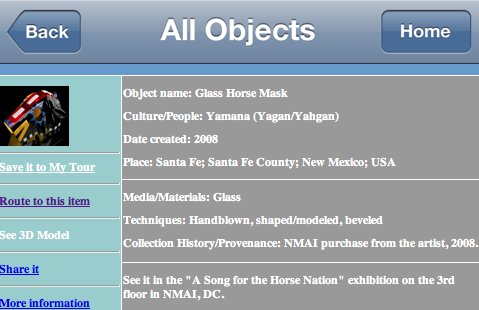 Back
All Objects
Home
Save it to My Tour
Route to this item
See 3D Model
Share it
More information
Object name: Glass Horse Mask
Culture/People: Yamana (Yagan/Yahgan)
Date created: 2008
Place: Santa Fe; Santa Fe County; New Mexico; USA
Media/Materials: Glass
Techniques: Handblown, shaped/modeled, beveled
Collection History/Provenance: NMAI purchase from the artist, 2008.
See it in the "A Song for the Horse Nation" exhibition on the 3rd
floor in NMAI, DC.